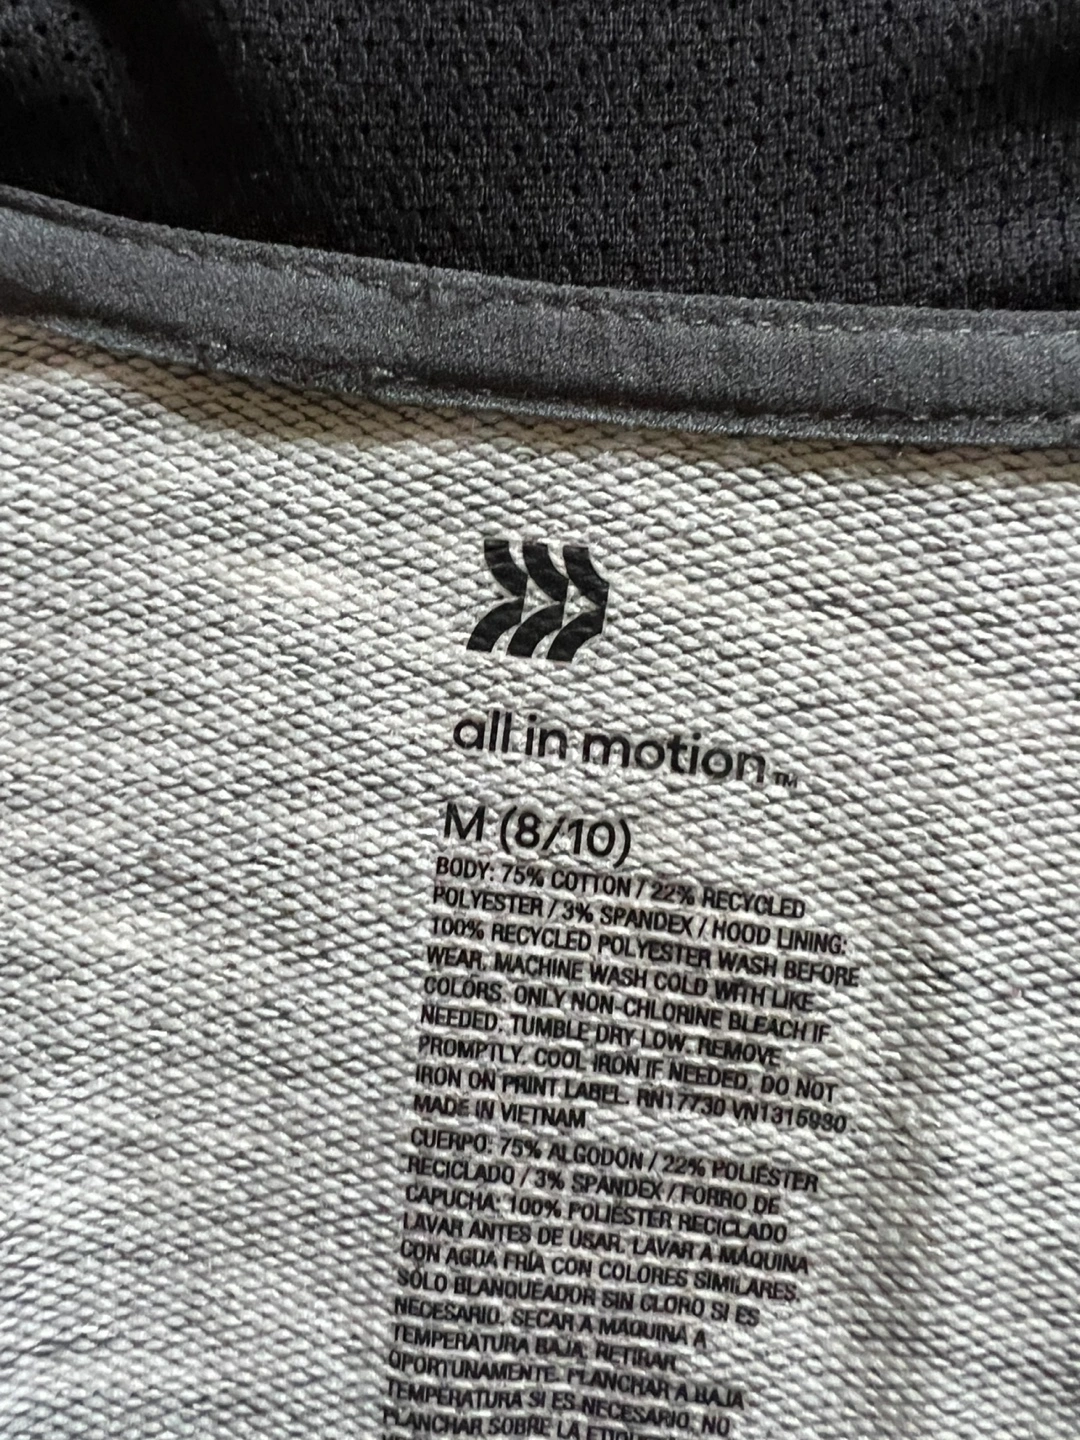 all in motion™
M (8/10)
BODY: 75% COTTON / 22% RECYCLED
POLYESTER / 3% SPANDEX / HOOD LINING:
100% RECYCLED POLYESTER WASH BEFORE
WEAR. MACHINE WASH COLD WITH LIKE
COLORS. ONLY NON-CHLORINE BLEACH IF
NEEDED. TUMBLE DRY LOW. REMOVE
PROMPTLY. COOL IRON IF NEEDED. DO NOT
IRON ON PRINT LABEL. RN17730 VN1315980
MADE IN VIETNAM
CUERPO: 75% ALGODÓN / 22% POLIÉSTER
RECICLADO / 3% SPANDEX / FORRO DE
CAPUCHA: 100% POLIÉSTER RECICLADO
LAVAR ANTES DE USAR. LAVAR A MÁQUINA
CON AGUA FRÍA CON COLORES SIMILARES.
SÓLO BLANQUEADOR SIN CLORO SI ES
NECESARIO. SECAR A MÁQUINA A
TEMPERATURA BAJA. RETIRAR
OPORTUNAMENTE. PLANCHAR A BAJA
TEMPERATURA SI ES NECESARIO. NO
PLANCHAR SOBRE LA